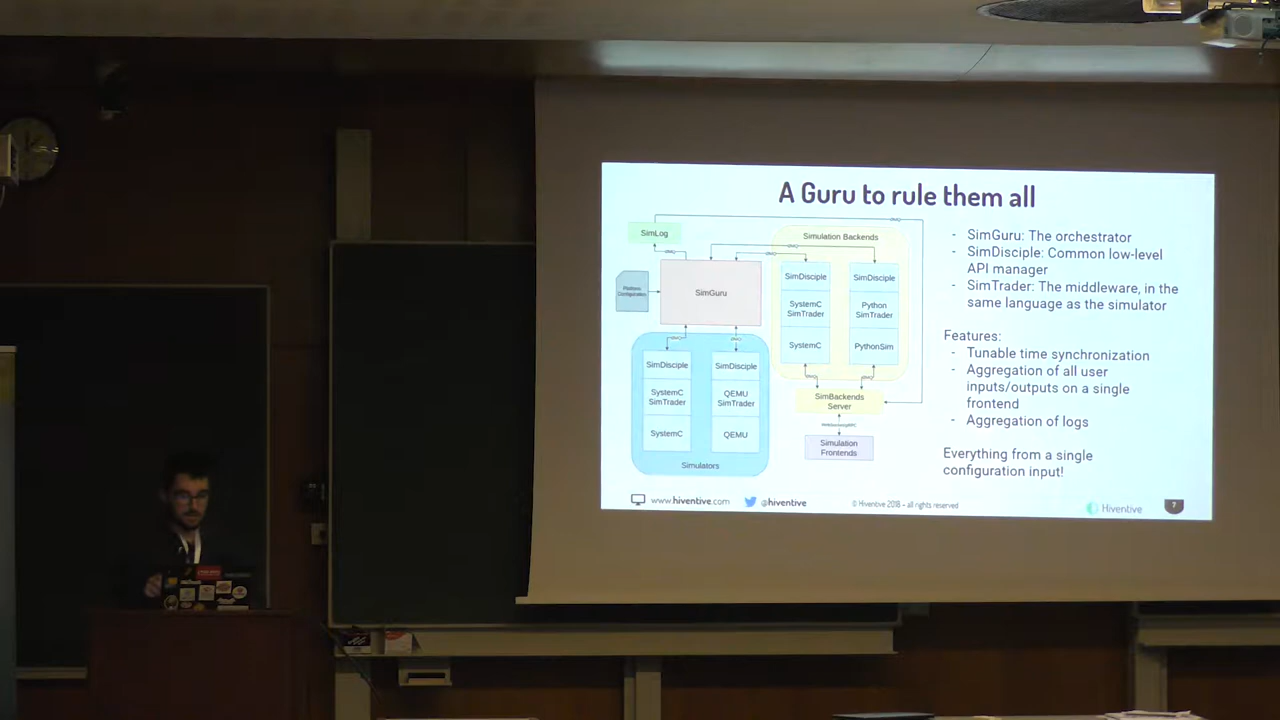 A Guru to rule them all
SimLog
Simulation Backends
SimGuru
Platform
Configuration
SimDisciple
SystemC
SimTrader
SystemC
SimDisciple
Python
SimTrader
PythonSim
SimDisciple
SystemC
SimTrader
SystemC
SimDisciple
QEMU
SimTrader
QEMU
Simulators
SimBackends
Server
Simulation
Frontends
- SimGuru: The orchestrator
- SimDisciple: Common low-level
API manager
- SimTrader: The middleware, in the
same language as the simulator
Features:
- Tunable time synchronization
- Aggregation of all user
inputs/outputs on a single
frontend
- Aggregation of logs
Everything from a single
configuration input!
www.hiventive.com
@hiventive
© Hiventive 2018 - all rights reserved
Hiventive
7